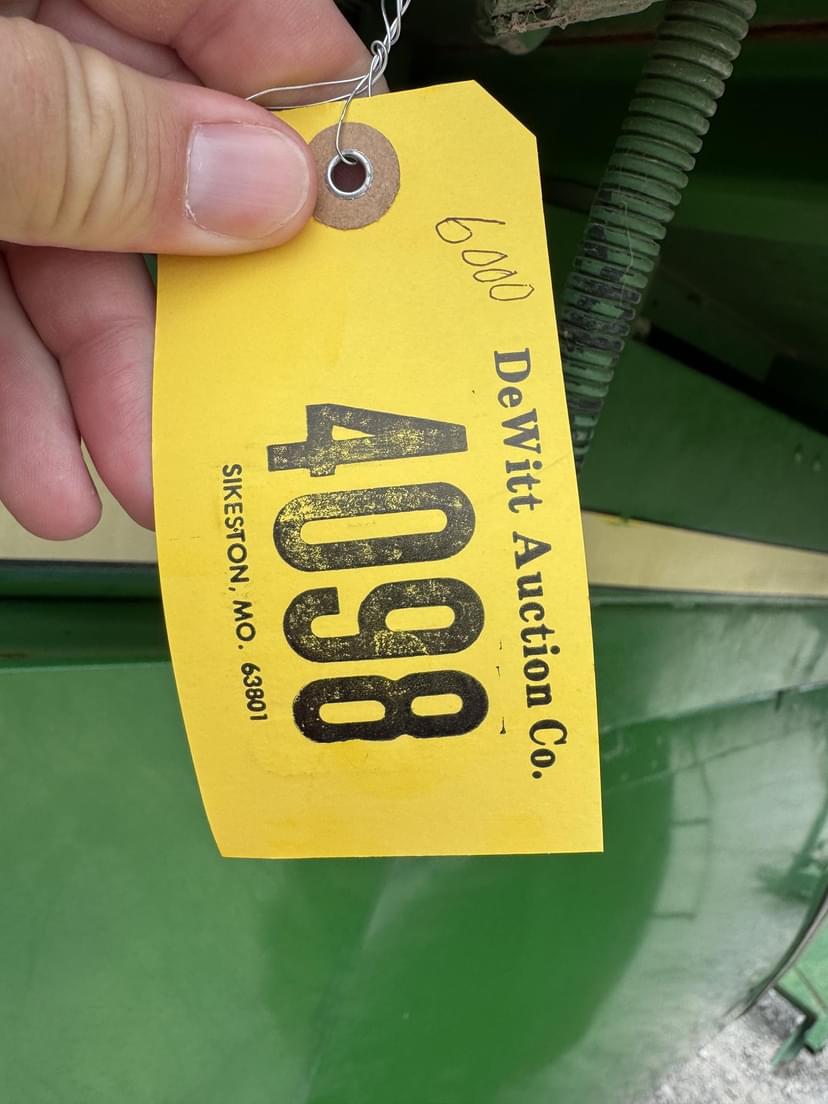 6000
DeWitt Auction Co.
4098
SIKESTON, MO. 63801